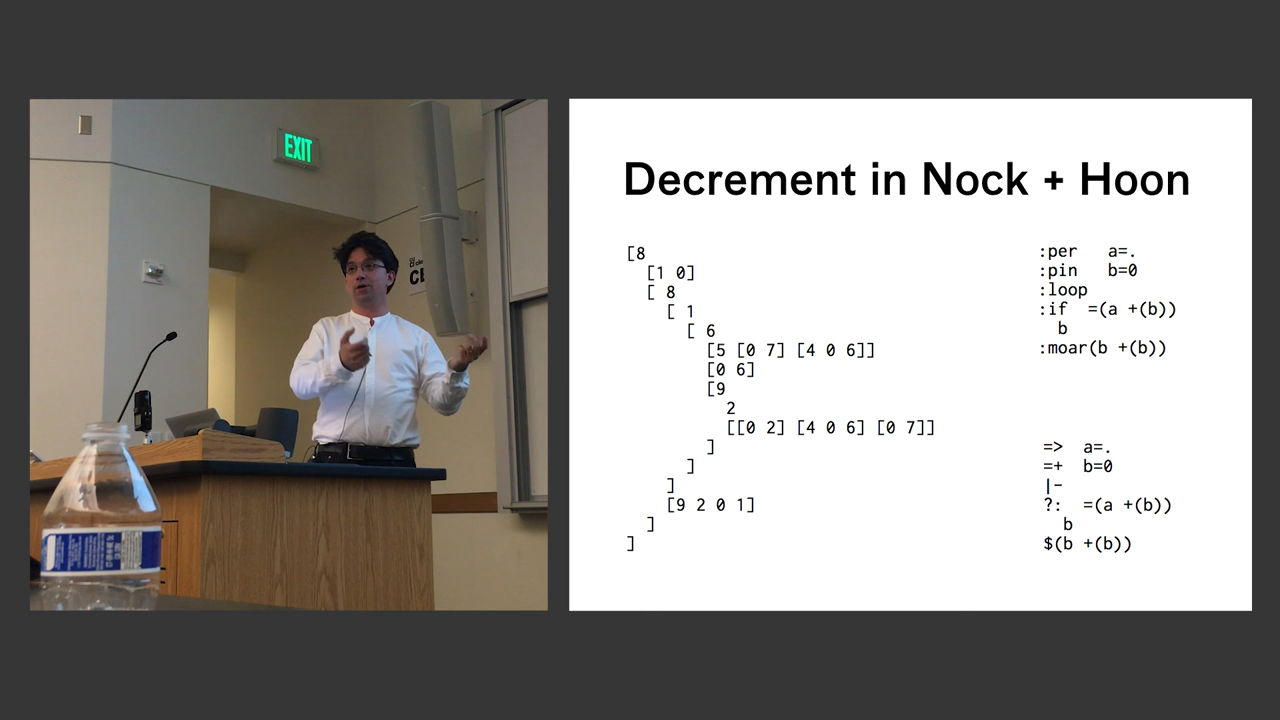 EXIT
Decrement in Nock + Hoon
[8
[1 0]
[ 8
[ 1
[ 6
[5 [0 7] [4 0 6]]
[0 6]
[9
2
[[0 2] [4 0 6] [0 7]]
]
]
]
[9 2 0 1]
]
]
:per a=.
:pin b=0
:loop
:if =(a +(b))
b
:moar(b +(b))
=> a=.
=+ b=0
|-
?: =(a +(b))
b
$(b +(b))